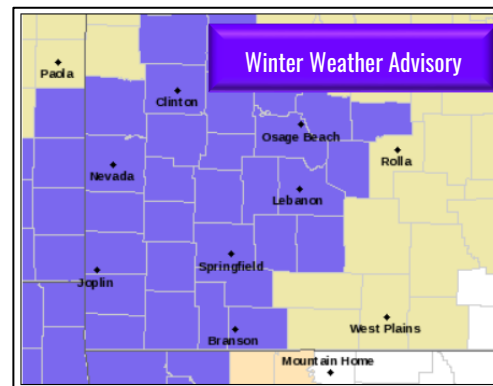 Winter Weather Advisory
Paola
Clinton
Osage Beach
Rolla
Nevada
Lebanon
Springfield
Joplin
West Plains
Branson
Mountain Home